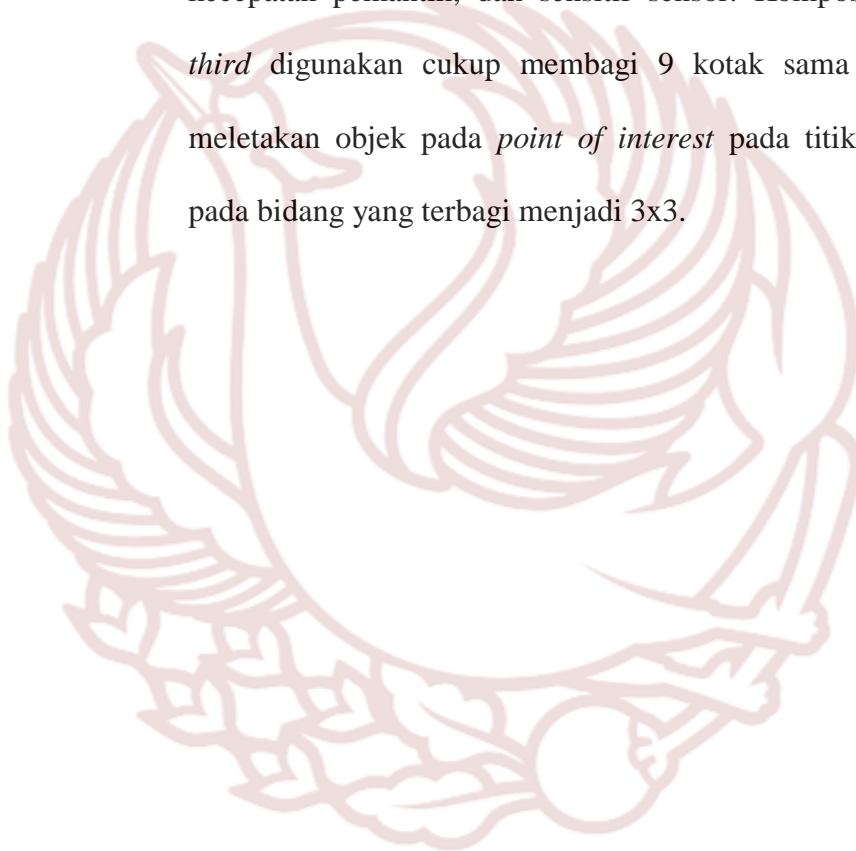 third digunakan cukup membagi 9 kotak sama
meletakan objek pada point of interest pada titik
pada bidang yang terbagi menjadi 3x3.